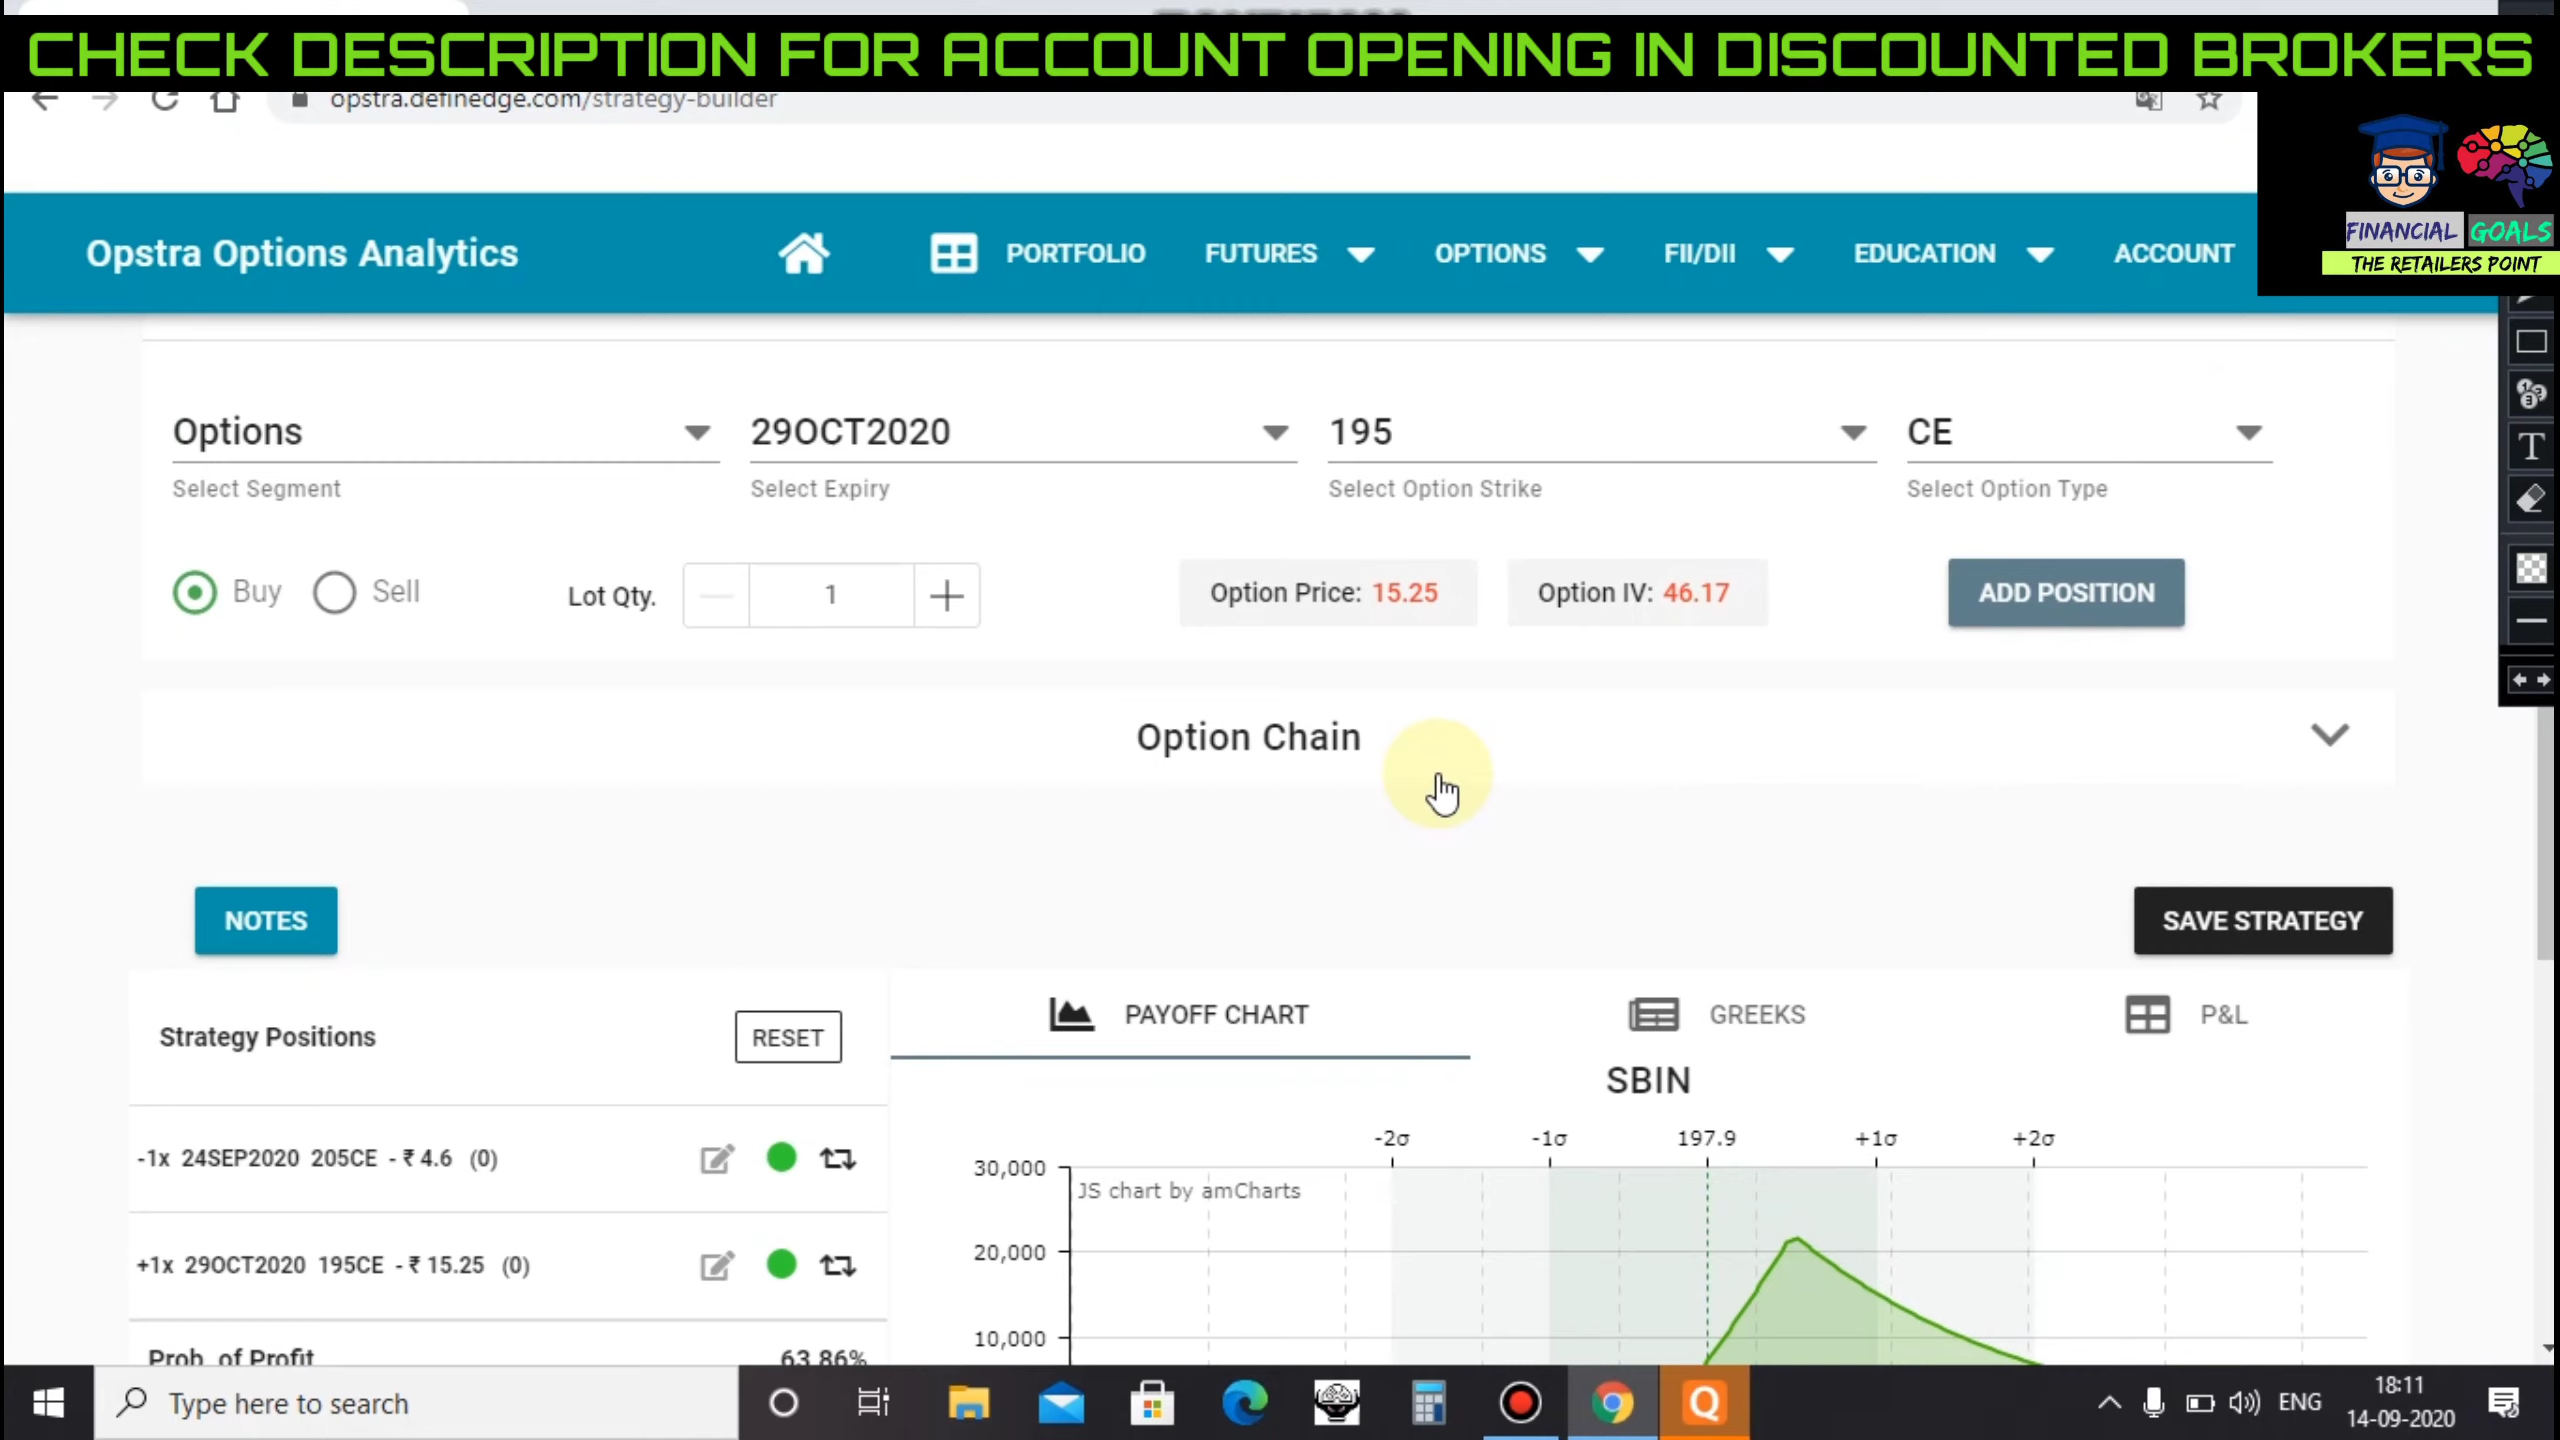 CHECK DESCRIPTION FOR ACCOUNT OPENING IN DISCOUNTED BROKERS
opstra.definedge.com/strategy-builder
FINANCIAL GOALS
THE RETAILERS POINT
Opstra Options Analytics
PORTFOLIO FUTURES OPTIONS FII/DII EDUCATION ACCOUNT
Options 29OCT2020 195 CE
Select Segment Select Expiry Select Option Strike Select Option Type
Buy Sell Lot Qty. 1 Option Price: 15.25 Option IV: 46.17 ADD POSITION
Option Chain
NOTES SAVE STRATEGY
Strategy Positions RESET PAYOFF CHART GREEKS P&L
SBIN
-2σ -1σ 197.9 +1σ +2σ
-1x 24SEP2020 205CE - ₹ 4.6 (0)
30,000
JS chart by amCharts
20,000
+1x 29OCT2020 195CE - ₹ 15.25 (0)
10,000
Prob. of Profit 63.86%
Type here to search
Q
ENG
18:11
14-09-2020
T